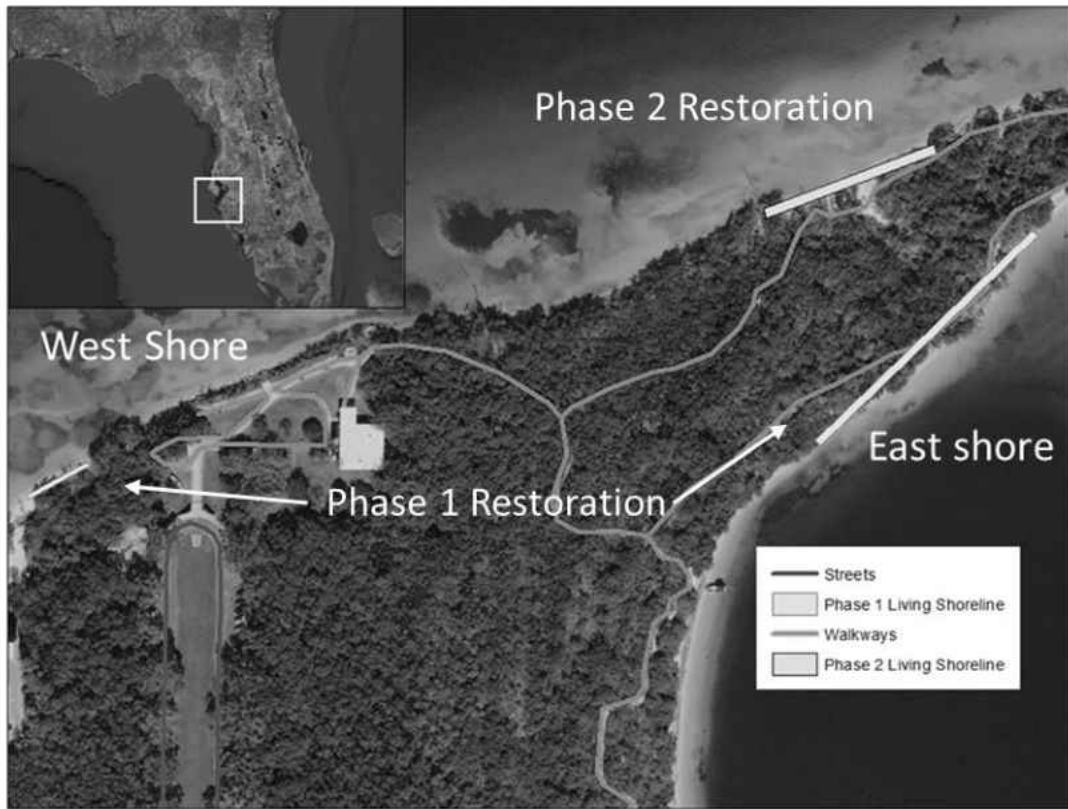 Phase 2 Restoration
West Shore
East shore
Phase 1 Restoration
Streets
Phase 1 Living Shoreline
Walkways
Phase 2 Living Shoreline